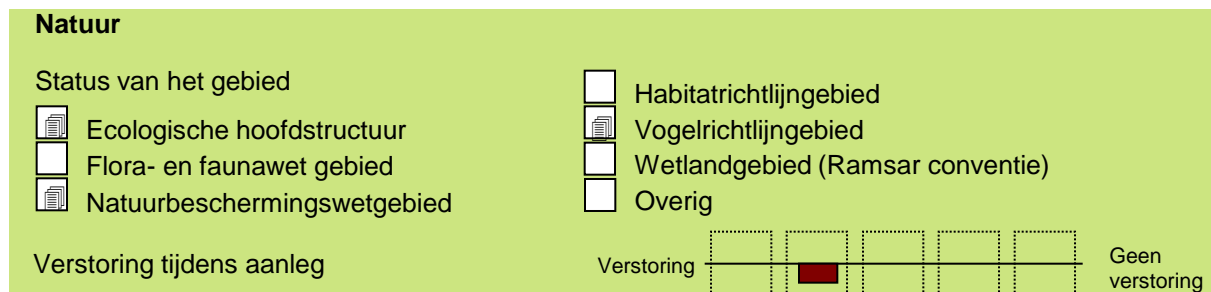 Natuur
Status van het gebied
Ecologische hoofdstructuur
Flora- en faunawet gebied
Natuurbeschermingswetgebied
Habitatrichtlijngebied
Vogelrichtlijngebied
Wetlandgebied (Ramsar conventie)
Overig
Verstoring tijdens aanleg
Verstoring
Geen
verstoring